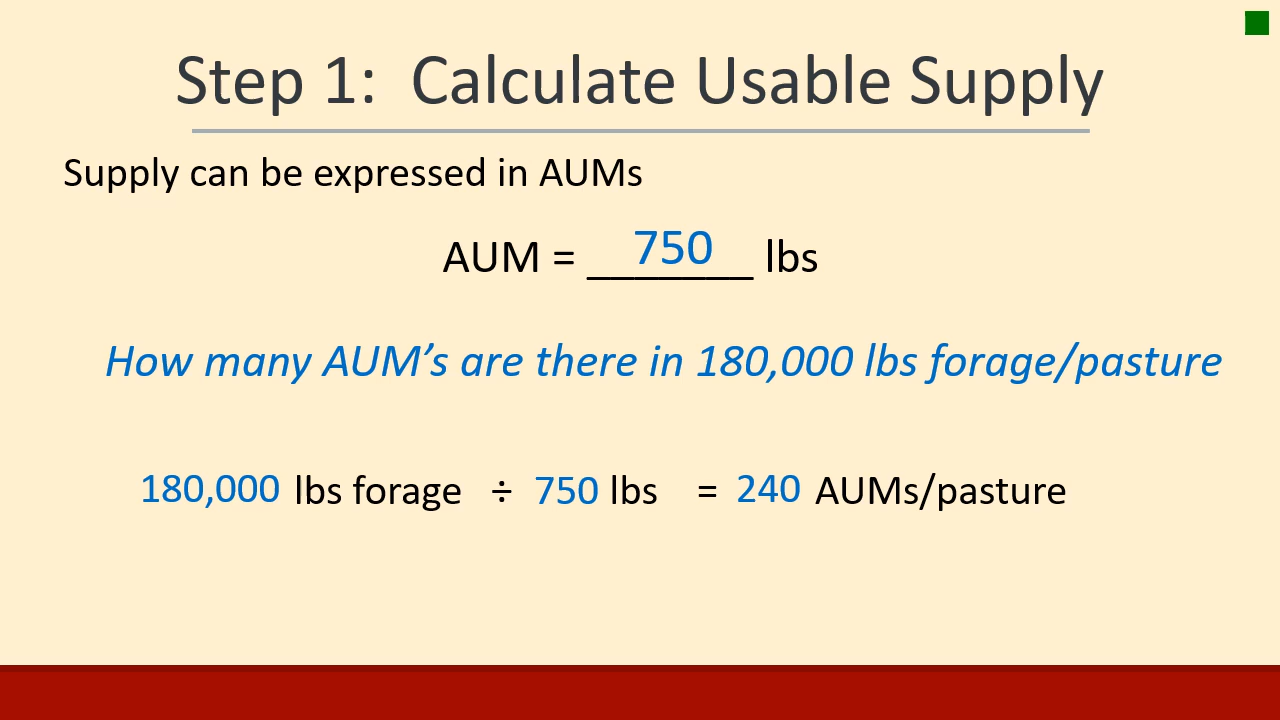 Step 1:  Calculate Usable Supply
Supply can be expressed in AUMs
AUM = 750 lbs
How many AUM’s are there in 180,000 lbs forage/pasture
180,000 lbs forage ÷ 750 lbs = 240 AUMs/pasture